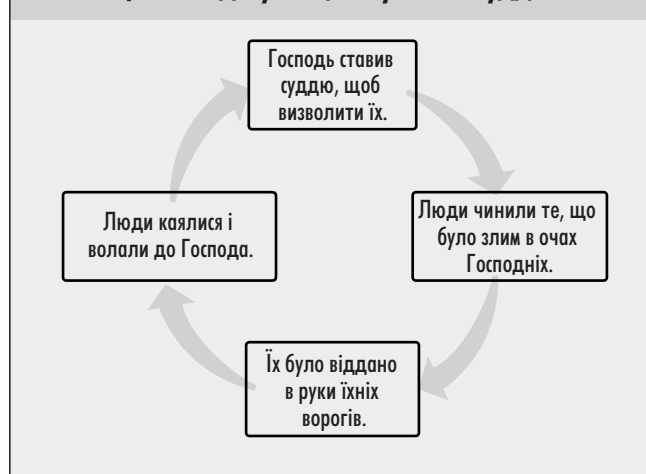 Господь ставив
суддю, щоб
визволити їх.
Люди чинили те, що
було злим в очах
Господніх.
Їх було віддано
в руки їхніх
ворогів.
Люди каялися і
волали до Господа.